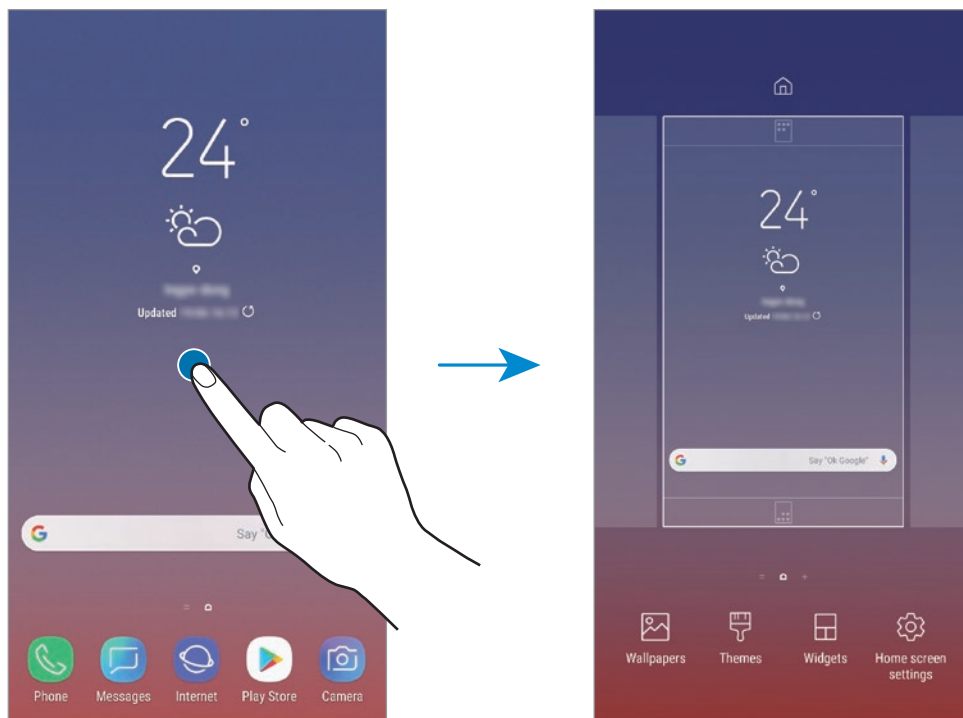 24°
Updated
Say "O
Phone Messages Internet Play Store Camera
24°
Updated
Say "Ok Google"
Wallpapers Themes Widgets Home screen
settings